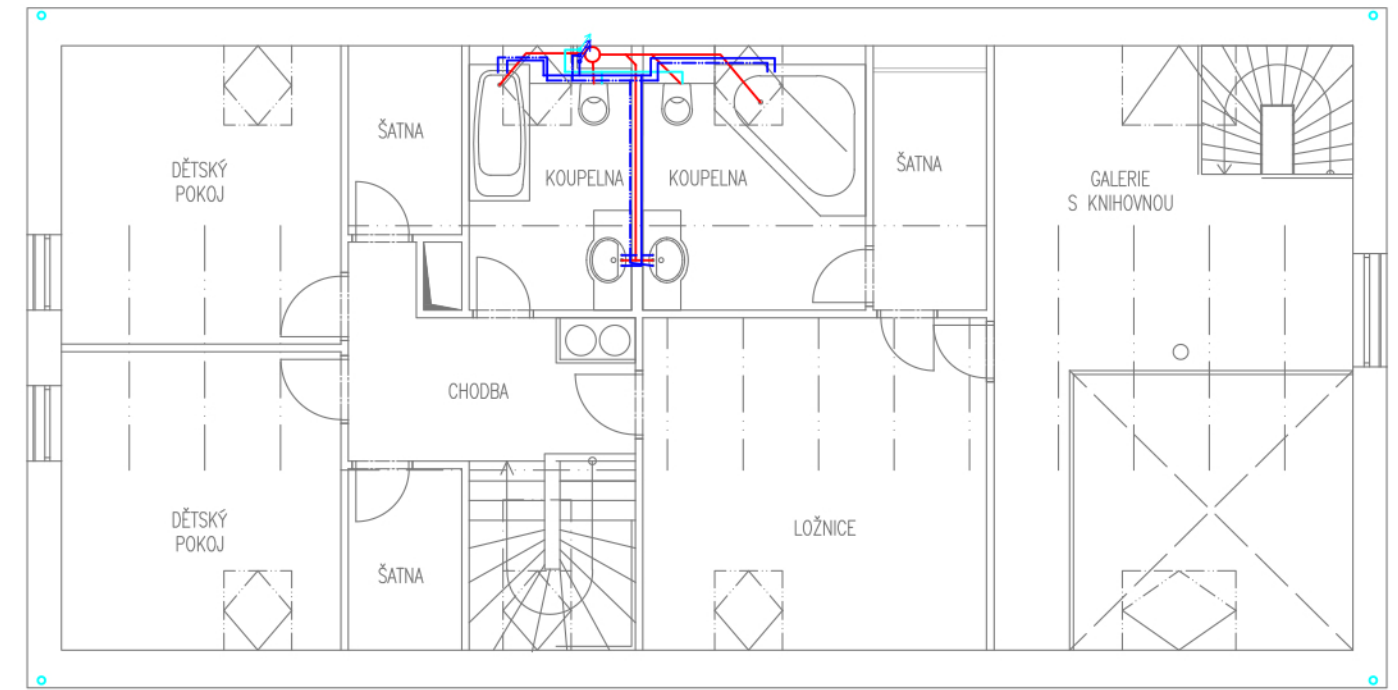 ŠATNA
DĚTSKÝ
POKOJ
KOUPELNA
KOUPELNA
ŠATNA
GALERIE
S KNIHOVNOU
CHODBA
DĚTSKÝ
POKOJ
ŠATNA
LOŽNICE